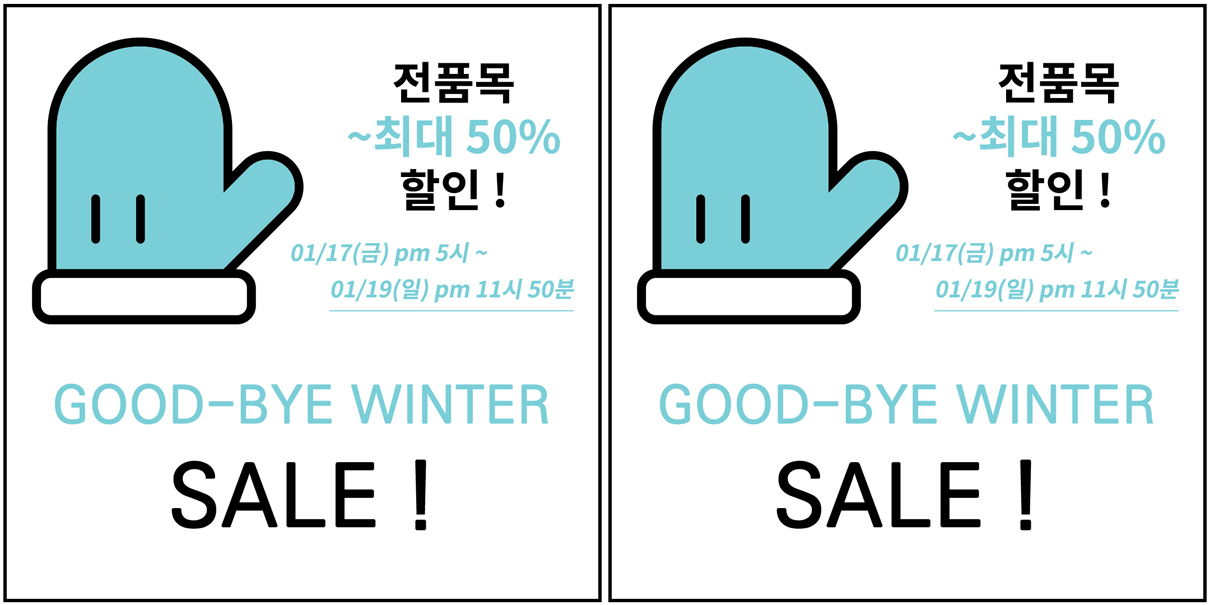 전품목
~최대 50%
할인 !
01/17(금) pm 5시 ~
01/19(일) pm 11시 50분
GOOD-BYE WINTER
SALE !
전품목
~최대 50%
할인 !
01/17(금) pm 5시 ~
01/19(일) pm 11시 50분
GOOD-BYE WINTER
SALE !